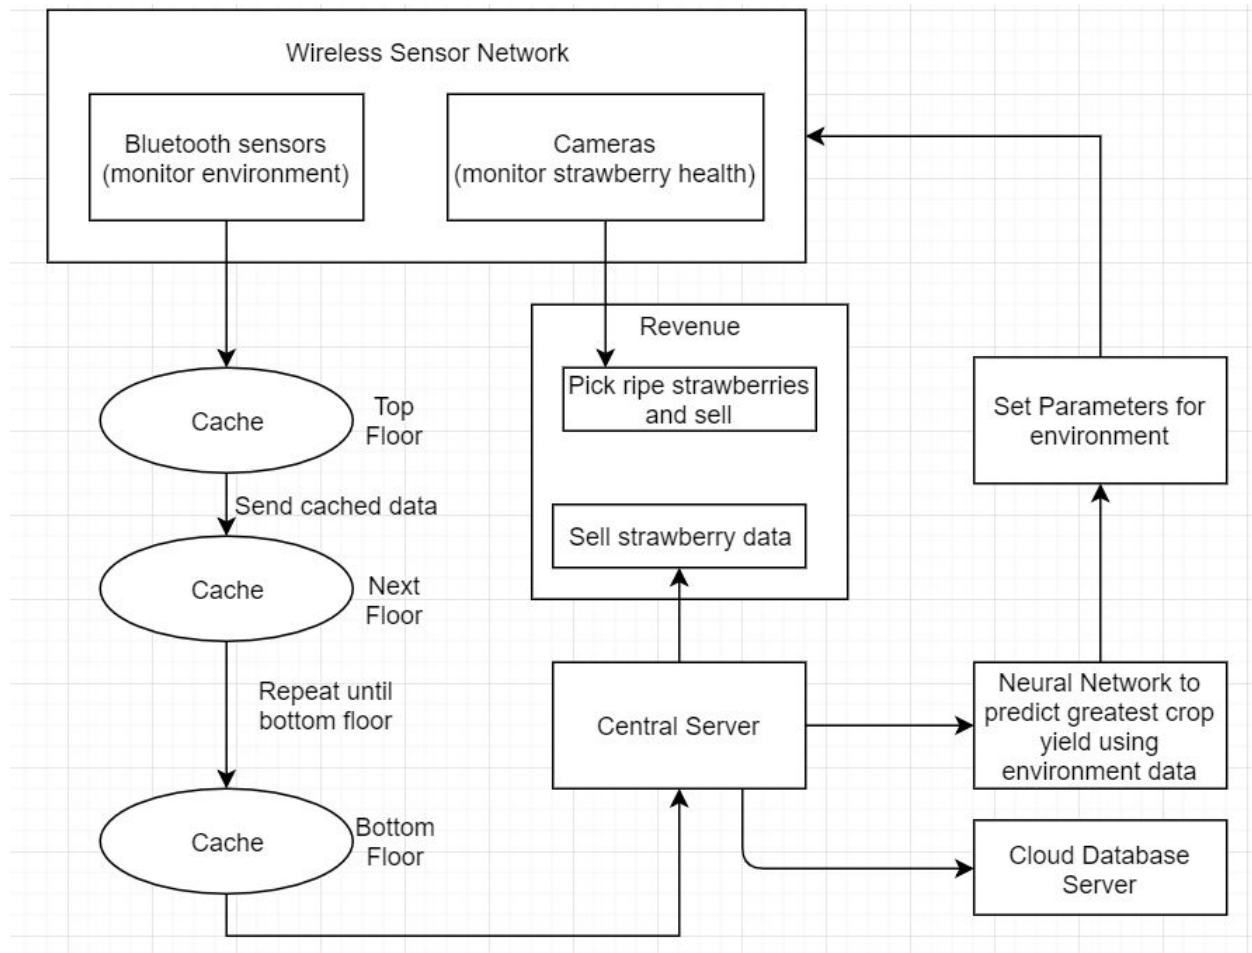 Wireless Sensor Network
Bluetooth sensors
(monitor environment)
Cameras
(monitor strawberry health)
Revenue
Pick ripe strawberries
and sell
Set Parameters for
environment
Cache
Top
Floor
Send cached data
Sell strawberry data
Cache
Next
Floor
Repeat until
bottom floor
Central Server
Neural Network to
predict greatest crop
yield using
environment data
Cache
Bottom
Floor
Cloud Database
Server